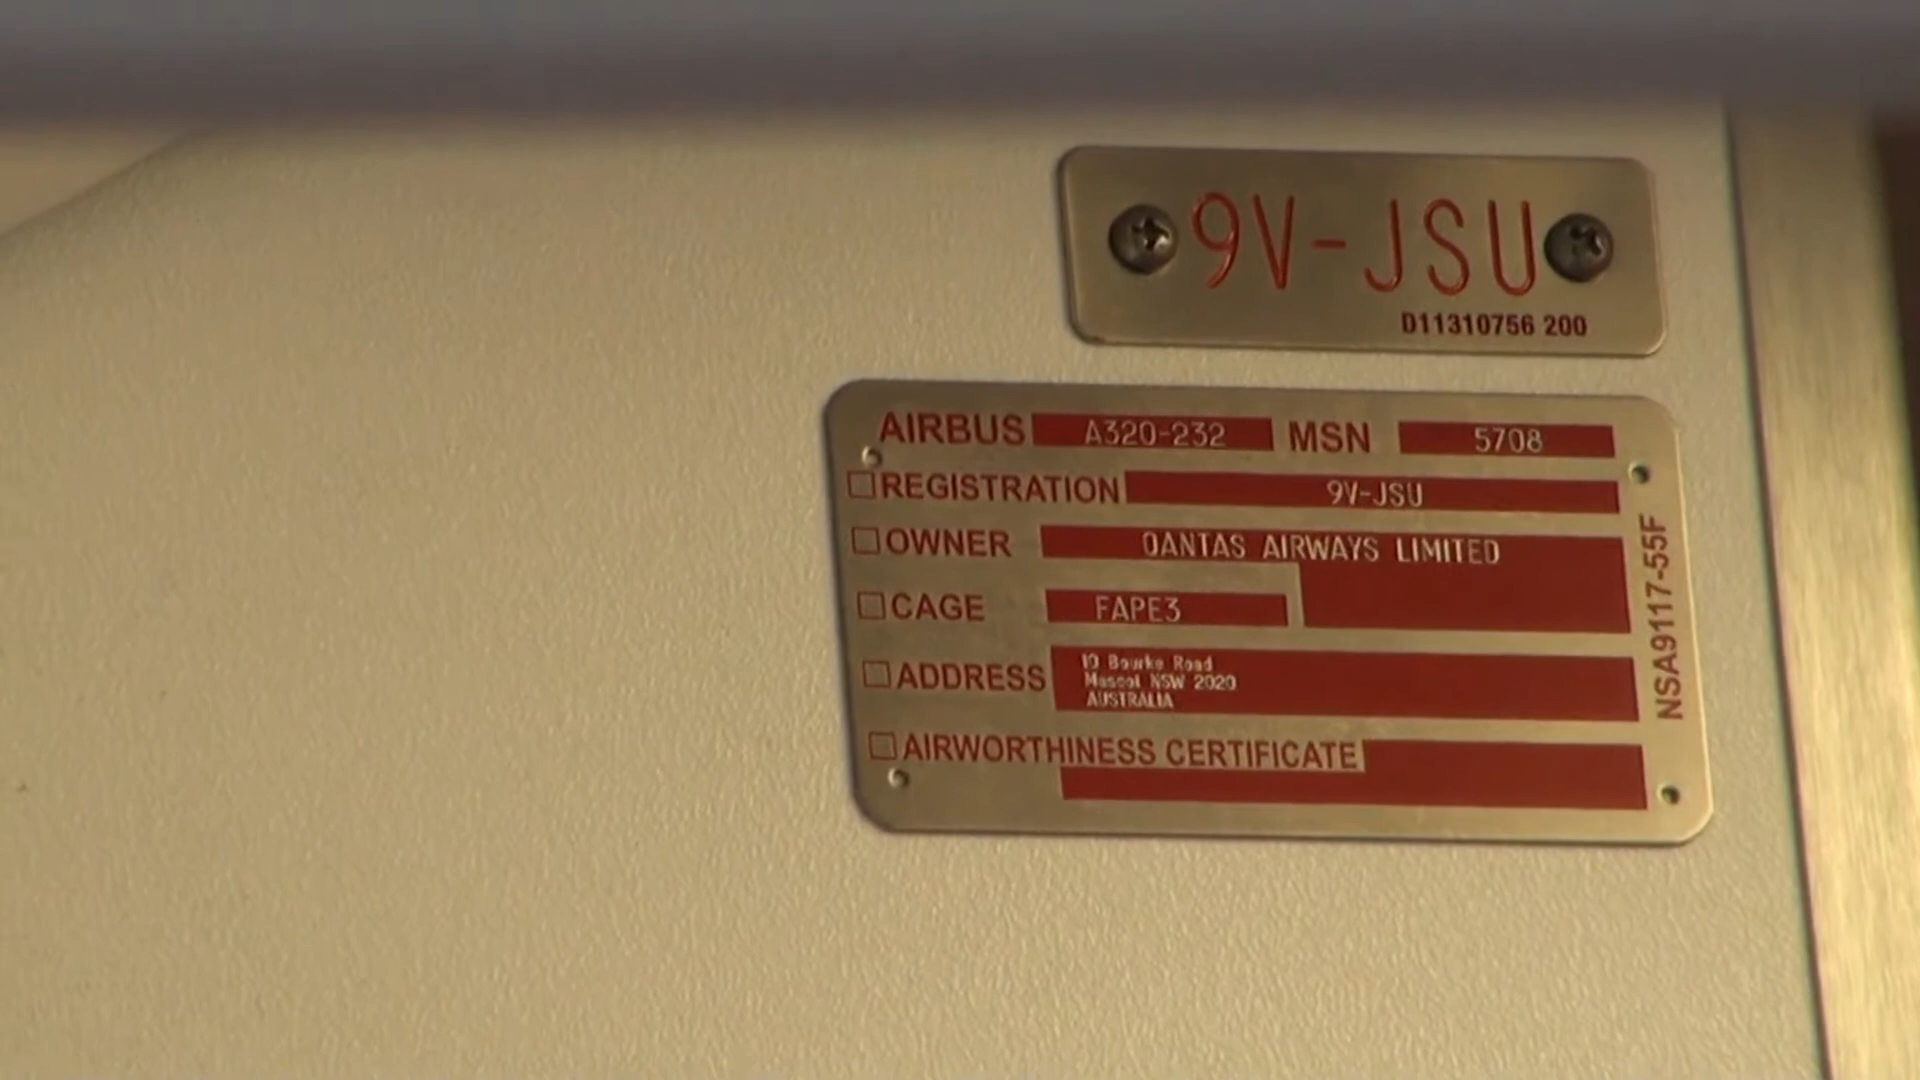 9V-JSU
D11310756 200
AIRBUS A320-232 MSN 5708
REGISTRATION 9V-JSU
OWNER QANTAS AIRWAYS LIMITED
CAGE FAPE3
ADDRESS 10 Bourke Road
Mascot NSW 2020
AUSTRALIA
AIRWORTHINESS CERTIFICATE
NSA9117-55F